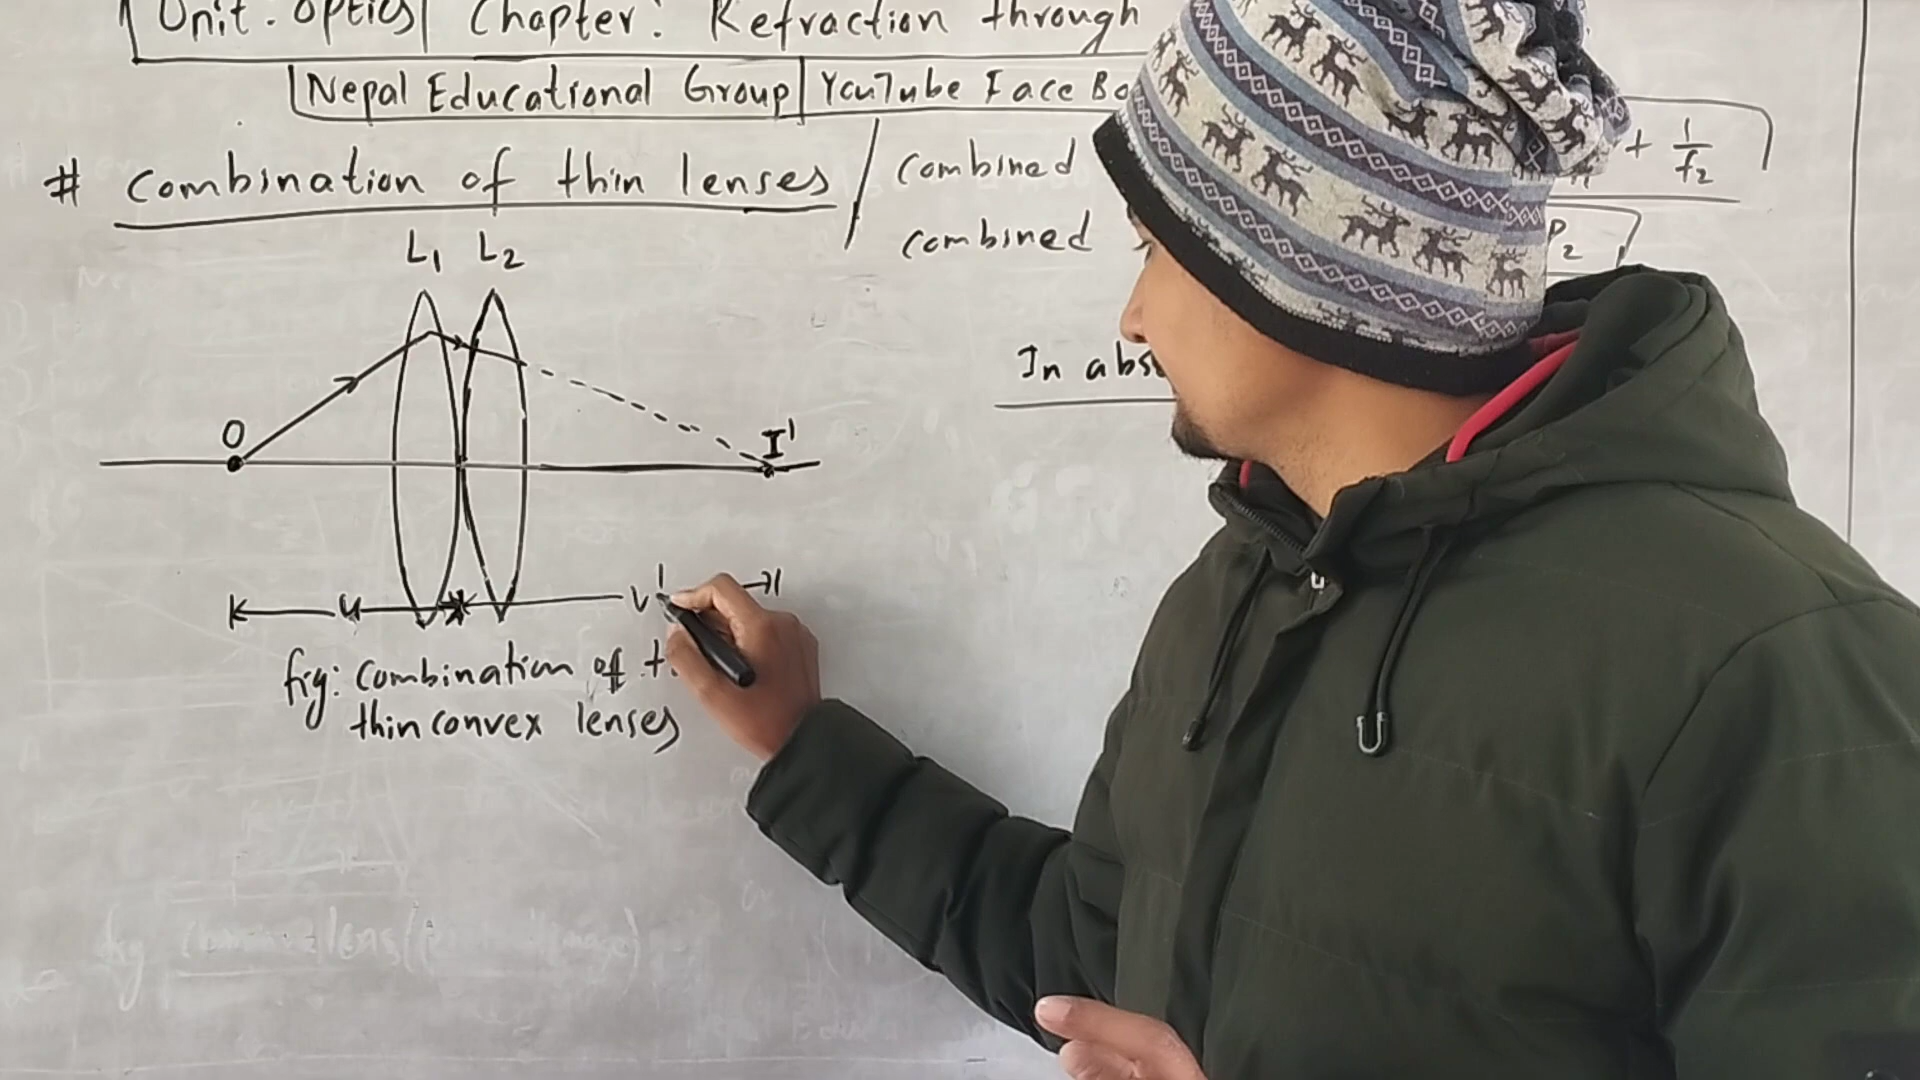 Unit: Optics Chapter: Refraction through
Nepal Educational Group YouTube Face Bo
# Combination of thin lenses / combined + 1/f2
combined P2
L1 L2
In abs
O I'
u v'
fig: combination of t
thin convex lenses